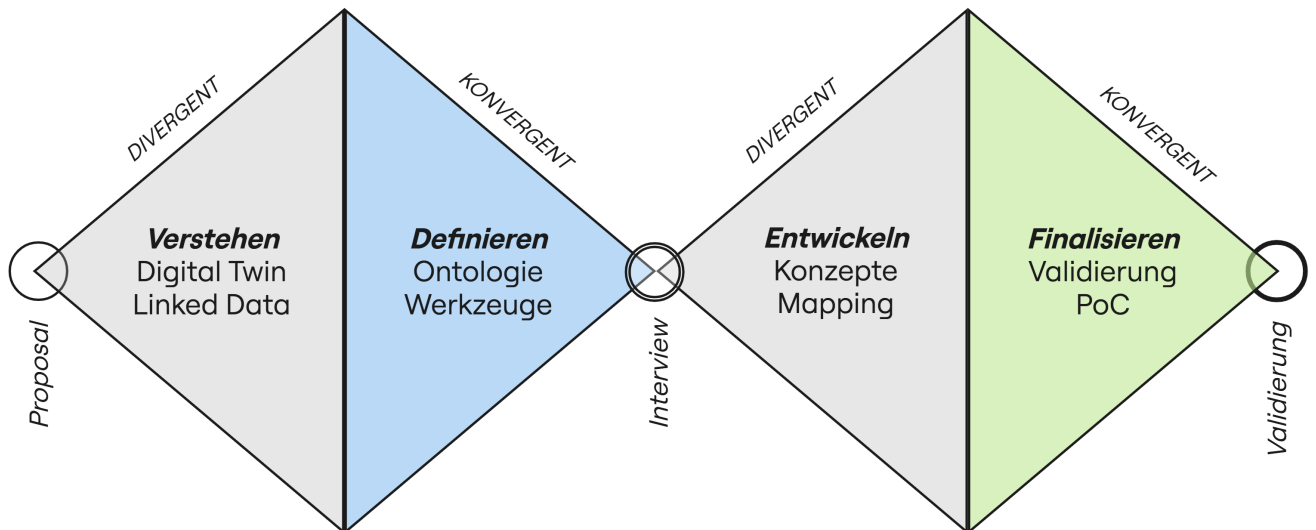 DIVERGENT
KONVERGENT
DIVERGENT
KONVERGENT
Verstehen
Digital Twin
Linked Data
Definieren
Ontologie
Werkzeuge
Entwickeln
Konzepte
Mapping
Finalisieren
Validierung
PoC
Proposal
Interview
Validierung